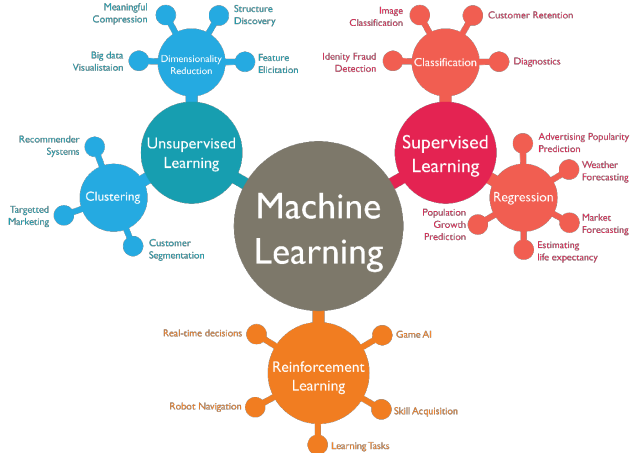 Meaningful
Compression
Structure
Discovery
Big data
Visualistaion
Dimensionality
Reduction
Feature
Elicitation
Unsupervised
Learning
Recommender
Systems
Clustering
Targetted
Marketing
Customer
Segmentation
Machine
Learning
Image
Classification
Customer Retention
Idenity Fraud
Detection
Classification
Diagnostics
Supervised
Learning
Advertising Popularity
Prediction
Weather
Forecasting
Regression
Population
Growth
Prediction
Market
Forecasting
Estimating
life expectancy
Real-time decisions
Game AI
Reinforcement
Learning
Robot Navigation
Skill Acquisition
Learning Tasks